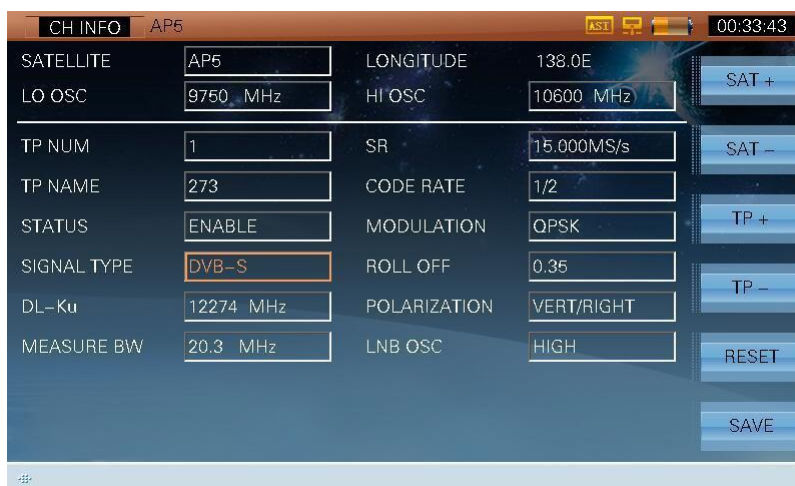 CH INFO AP5 ASI 00:33:43
SATELLITE AP5 LONGITUDE 138.0E
SAT +
LO OSC 9750 MHz HI OSC 10600 MHz
TP NUM 1 SR 15.000MS/s
SAT –
TP NAME 273 CODE RATE 1/2
STATUS ENABLE MODULATION QPSK
TP +
SIGNAL TYPE DVB–S ROLL OFF 0.35
TP –
DL–Ku 12274 MHz POLARIZATION VERT/RIGHT
MEASURE BW 20.3 MHz LNB OSC HIGH
RESET
SAVE